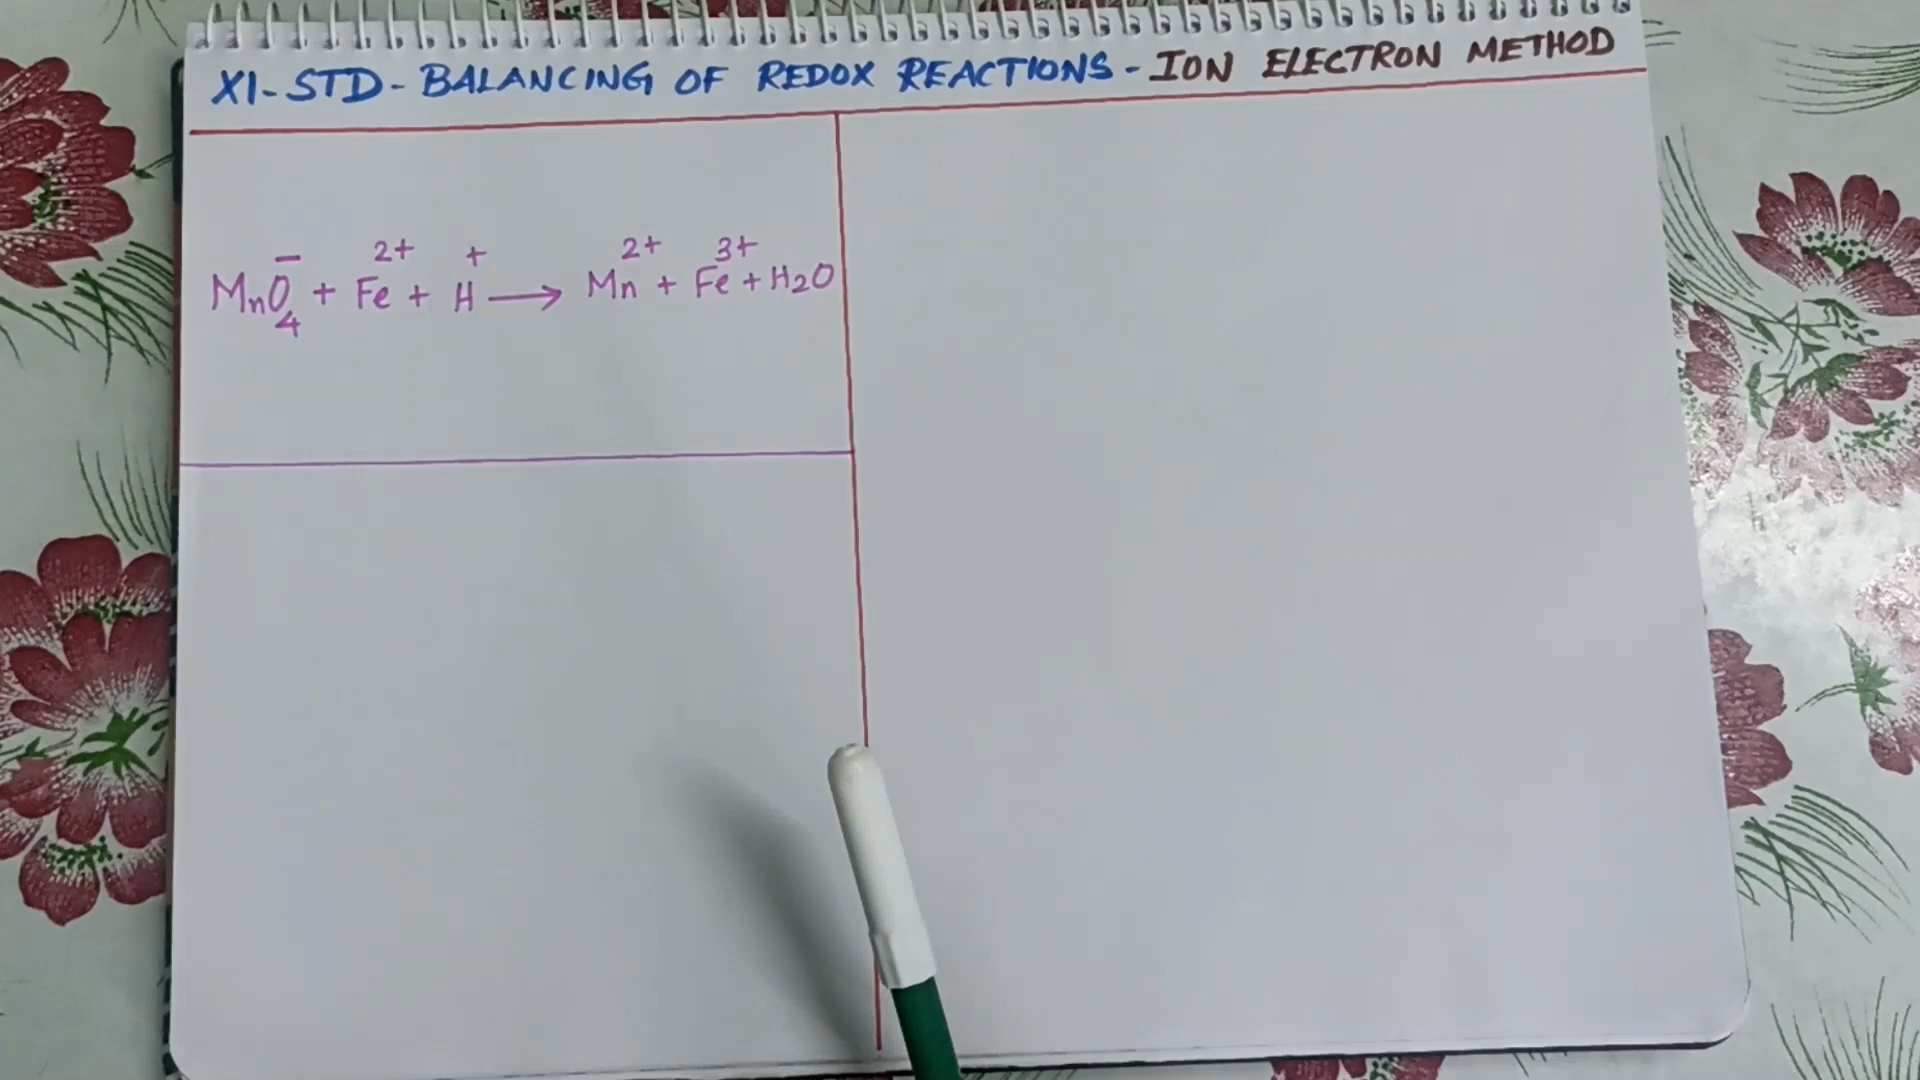 XI-STD-BALANCING OF REDOX REACTIONS-ION ELECTRON METHOD
MnO₄⁻ + Fe²⁺ + H⁺ ⟶ Mn²⁺ + Fe³⁺ + H₂O